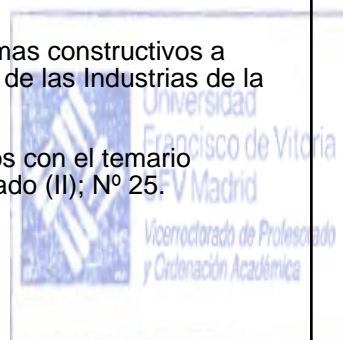 mas constructivos a
de las Industrias de la
os con el temario
ado (II); Nº 25.
Universidad
Francisco de Vitoria
UFV Madrid
Vicerrectorado de Profesorado
y Ordenación Académica